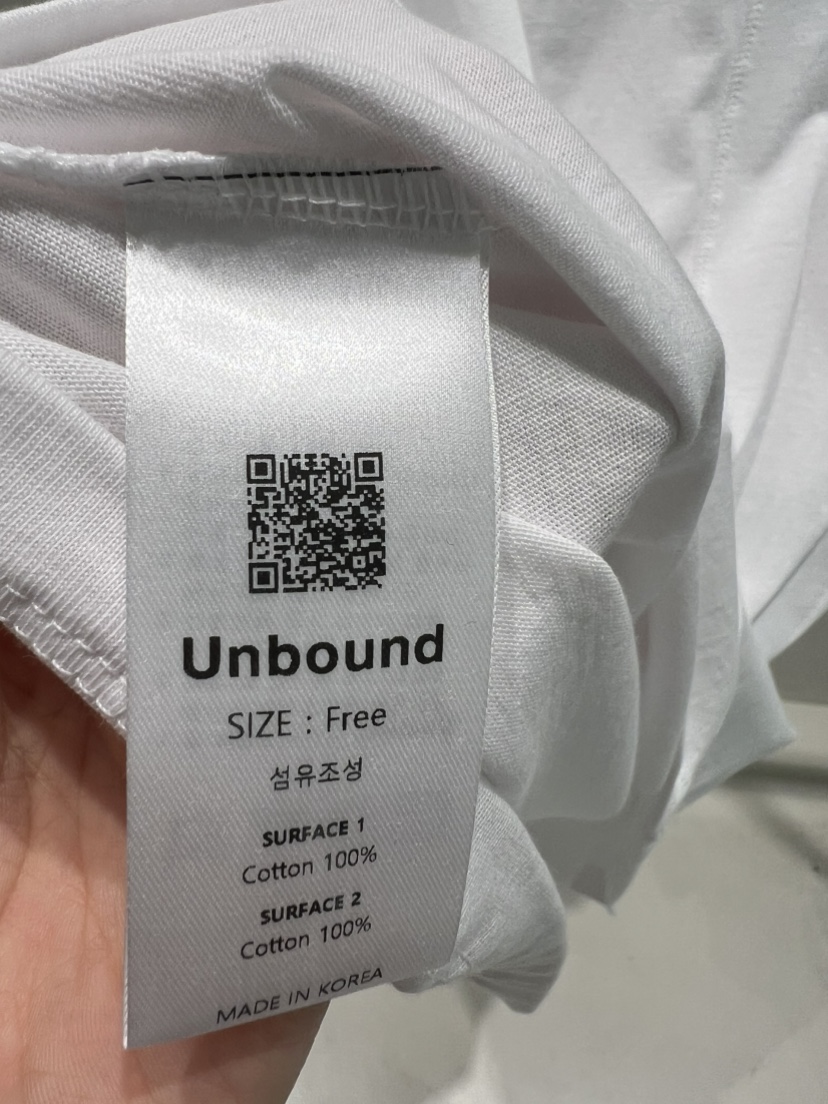 Unbound
SIZE : Free
섬유조성
SURFACE 1
Cotton 100%
SURFACE 2
Cotton 100%
MADE IN KOREA